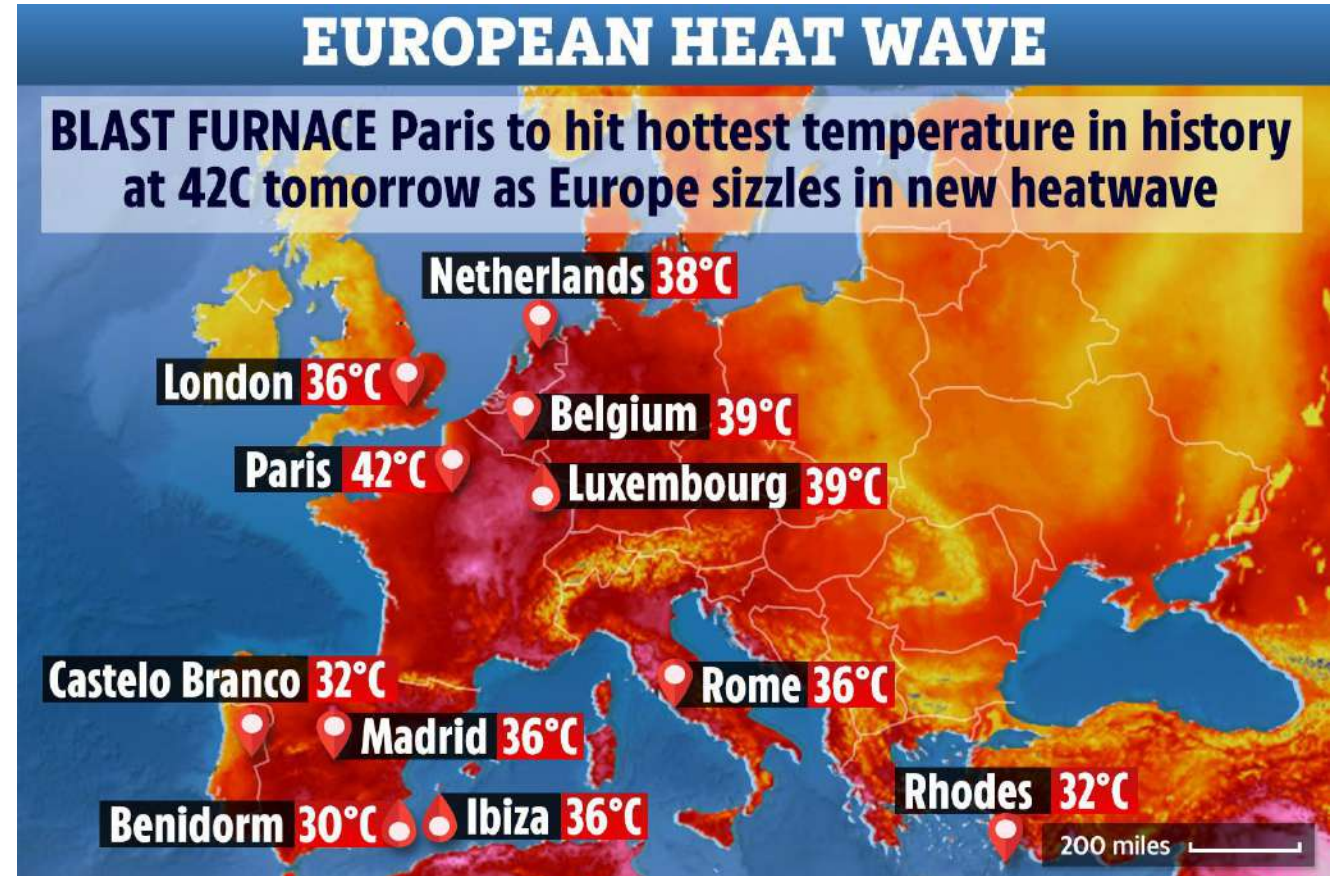 EUROPEAN HEAT WAVE
BLAST FURNACE Paris to hit hottest temperature in history
at 42C tomorrow as Europe sizzles in new heatwave
Netherlands 38°C
London 36°C
Belgium 39°C
Paris 42°C
Luxembourg 39°C
Castelo Branco 32°C
Rome 36°C
Madrid 36°C
Rhodes 32°C
Benidorm 30°C
Ibiza 36°C
200 miles